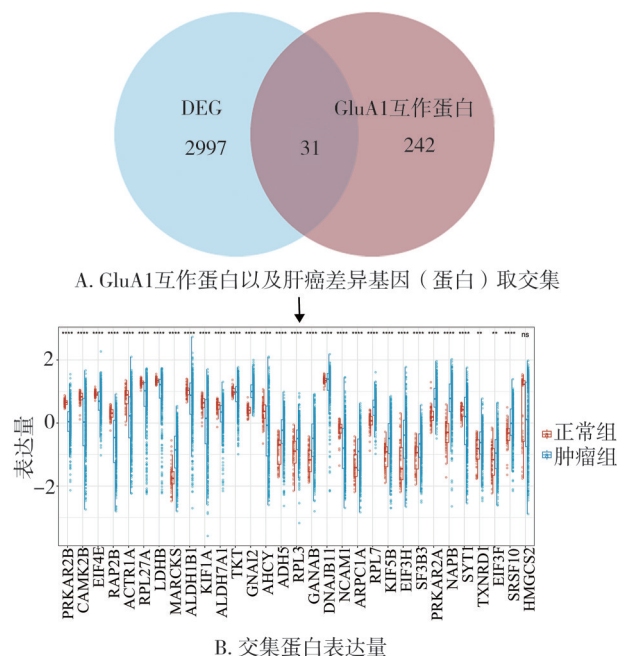 DEG
GluA1互作蛋白
2997
31
242
A. GluA1互作蛋白以及肝癌差异基因（蛋白）取交集
**** **** **** **** **** **** **** **** **** **** **** **** **** **** **** **** **** **** **** **** **** **** **** **** **** **** **** ** ** **** ns
2
0
-2
表达量
正常组
肿瘤组
PRKAR2B
CAMK2B
EIF4E
RAP2B
ACTR1A
RPL27A
LDHB
MARCKS
ALDH1B1
KIF1A
ALDH7A1
TKT
GNAI2
AHCY
ADH5
RPL3
GANAB
DNAJB11
NCAM1
ARPC1A
RPL7
KIF5B
EIF3H
SF3B3
PRKAR2A
NAPB
SYT1
TXNRD1
EIF3F
SRSF10
HMGCS2
B. 交集蛋白表达量